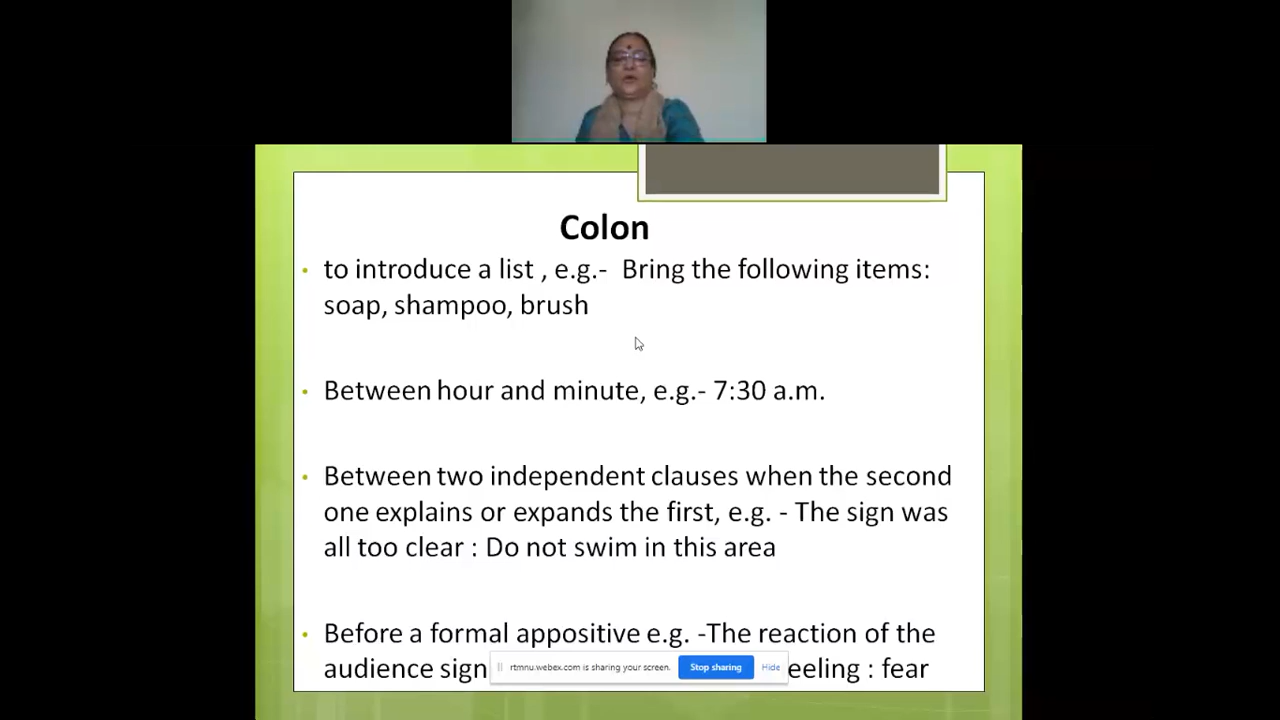 Colon
• to introduce a list , e.g.- Bring the following items:
soap, shampoo, brush
• Between hour and minute, e.g.- 7:30 a.m.
• Between two independent clauses when the second
one explains or expands the first, e.g. - The sign was
all too clear : Do not swim in this area
• Before a formal appositive e.g. -The reaction of the
audience sign eeling : fear
rtmnu.webex.com is sharing your screen. Stop sharing Hide